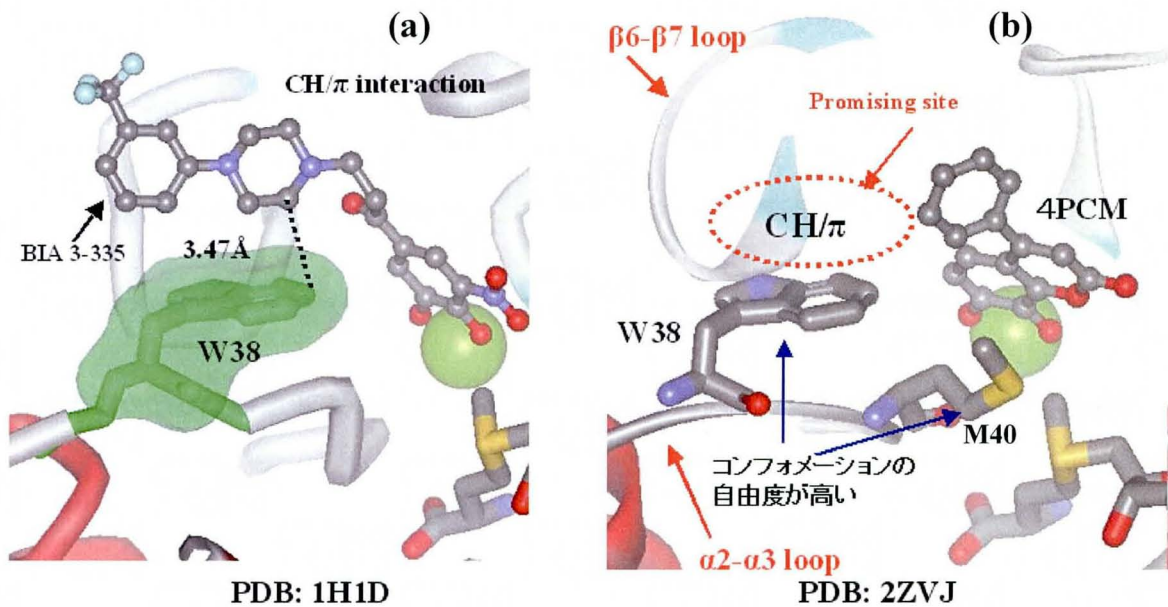 (a)
CH/π interaction
BIA 3-335
3.47Å
W38
PDB: 1H1D
(b)
β6-β7 loop
Promising site
CH/π
4PCM
W38
M40
コンフォメーションの
自由度が高い
α2-α3 loop
PDB: 2ZVJ